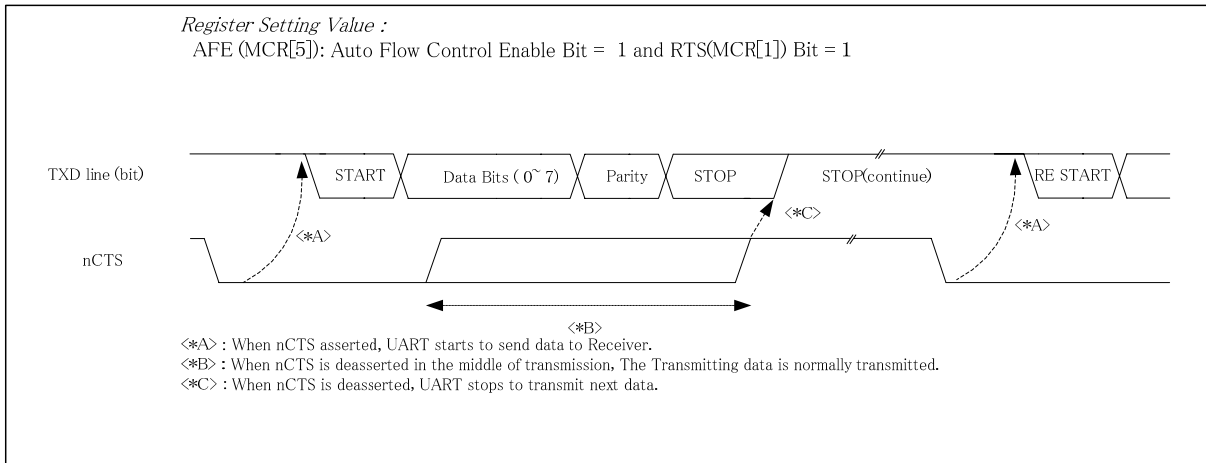 Register Setting Value :
AFE (MCR[5]): Auto Flow Control Enable Bit = 1 and RTS(MCR[1]) Bit = 1
TXD line (bit)
START
Data Bits ( 0~ 7)
Parity
STOP
STOP(continue)
RE START
<*A>
<*C>
<*A>
nCTS
<*B>
<*A> : When nCTS asserted, UART starts to send data to Receiver.
<*B> : When nCTS is deasserted in the middle of transmission, The Transmitting data is normally transmitted.
<*C> : When nCTS is deasserted, UART stops to transmit next data.